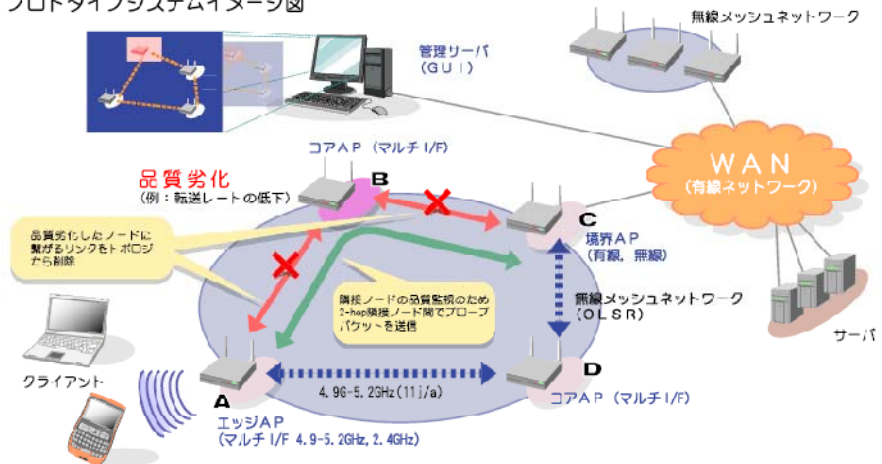 プロトタイプシステムイメージ図
無線メッシュネットワーク
管理サーバ
(GUI)
コアAP (マルチI/F)
WAN
(有線ネットワーク)
品質劣化
(例：転送レートの低下)
B
C
境界AP
(有線, 無線)
品質劣化したノードに
繋がるリンクをトポロジ
から削除
隣接ノードの品質監視のため
2-hop隣接ノード間でプローブ
パケットを送信
無線メッシュネットワーク
(OLSR)
サーバ
クライアント
A
4.9G-5.2GHz(11j/a)
D
コアAP (マルチI/F)
エッジAP
(マルチI/F 4.9-5.2GHz, 2.4GHz)